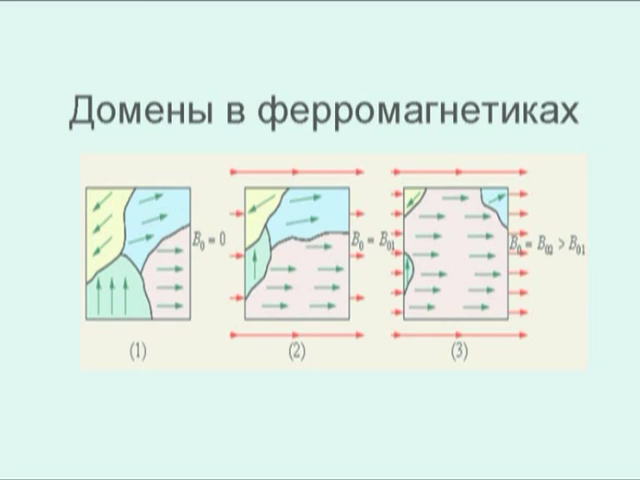 Домены в ферромагнетиках
B₀ = 0
B₀ = B₀₁
B₀ = B₀₂ > B₀₁
(1)
(2)
(3)